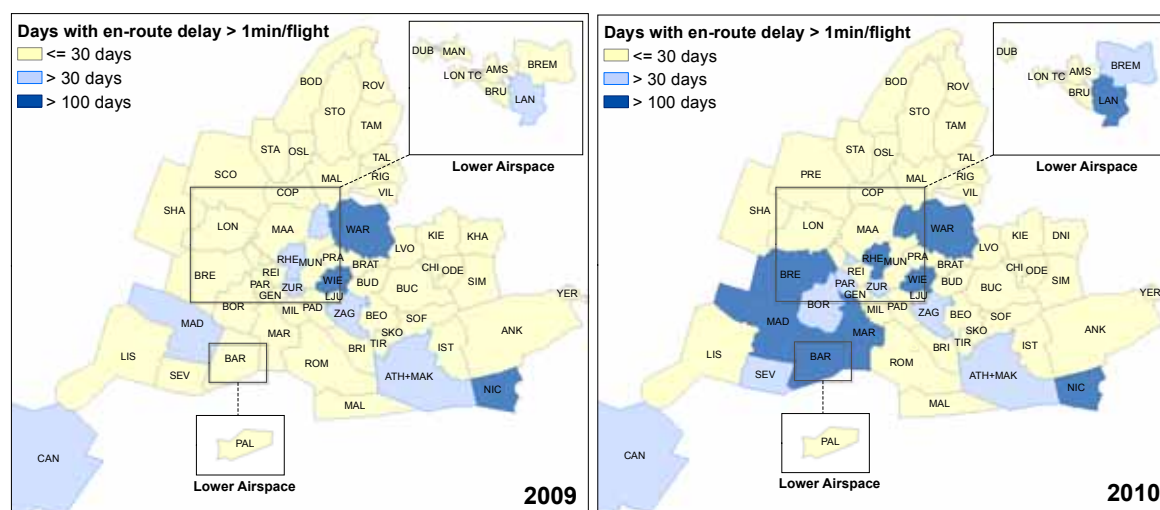 Days with en-route delay > 1min/flight
<= 30 days
> 30 days
> 100 days
DUB MAN
LON TC AMS
BREM
BRU
LAN
Lower Airspace
BOD
ROV
STO
TAM
STA OSL
TAL
SCO
MAL
RIG
COP
VIL
SHA
LON
MAA
WAR
KIE
KHA
LVO
RHE MUN PRA
BRE
REI
BRAT
CHI ODE
PAR
ZUR
WIE
BUD
SIM
GEN
LJU
BUC
YER
BOR
MIL PAD
ZAG
BEO
SOF
MAD
MAR
SKO
ANK
LIS
BAR
BRI
TIR
IST
SEV
ROM
ATH+MAK
NIC
MAL
PAL
CAN
Lower Airspace
2009
Days with en-route delay > 1min/flight
<= 30 days
> 30 days
> 100 days
DUB
LON TC AMS
BREM
BRU
LAN
Lower Airspace
BOD
ROV
STO
TAM
STA OSL
TAL
PRE
MAL
RIG
COP
VIL
SHA
LON
MAA
WAR
KIE
DNI
LVO
RHE MUN PRA
BRE
REI
BRAT
CHI ODE
PAR
ZUR
WIE
BUD
SIM
GEN
LJU
BUC
YER
BOR
MIL PAD
ZAG
BEO
SOF
MAD
MAR
SKO
ANK
LIS
BAR
BRI
TIR
IST
SEV
ROM
ATH+MAK
NIC
MAL
PAL
CAN
Lower Airspace
2010